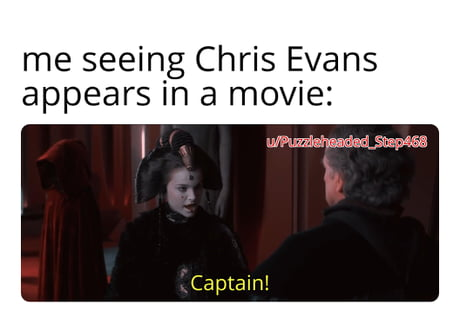 me seeing Chris Evans
appears in a movie:
u/Puzzleheaded_Step468
Captain!